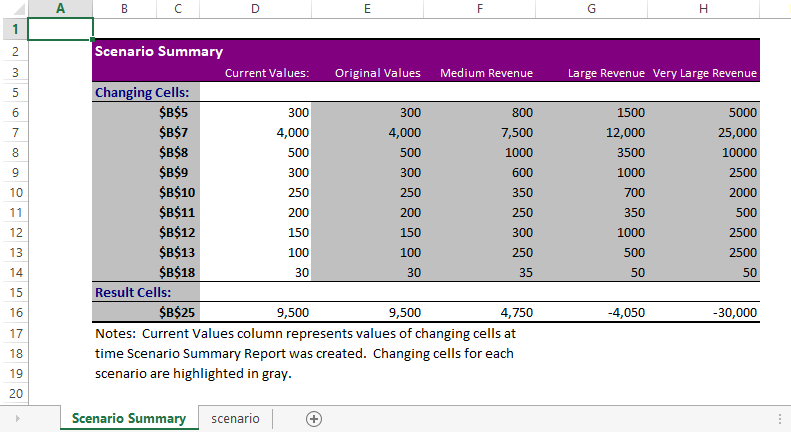 A B C D E F G H
1
2 Scenario Summary
3 Current Values: Original Values Medium Revenue Large Revenue Very Large Revenue
5 Changing Cells:
6 $B$5 300 300 800 1500 5000
7 $B$7 4,000 4,000 7,500 12,000 25,000
8 $B$8 500 500 1000 3500 10000
9 $B$9 300 300 600 1000 2500
10 $B$10 250 250 350 700 2000
11 $B$11 200 200 250 350 500
12 $B$12 150 150 300 1000 2500
13 $B$13 100 100 250 500 2500
14 $B$18 30 30 35 50 50
15 Result Cells:
16 $B$25 9,500 9,500 4,750 -4,050 -30,000
17 Notes: Current Values column represents values of changing cells at
18 time Scenario Summary Report was created. Changing cells for each
19 scenario are highlighted in gray.
20
Scenario Summary scenario